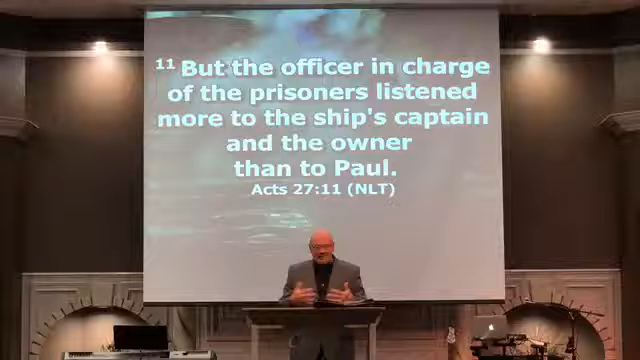 11 But the officer in charge
of the prisoners listened
more to the ship's captain
and the owner
than to Paul.
Acts 27:11 (NLT)